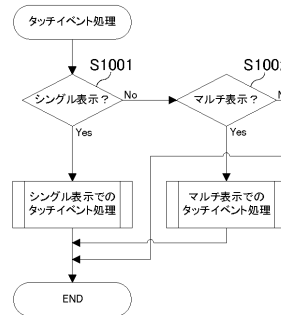 タッチイベント処理
S1001
S1002
シングル表示？
No
マルチ表示？
Yes
Yes
シングル表示での
タッチイベント処理
マルチ表示での
タッチイベント処理
END